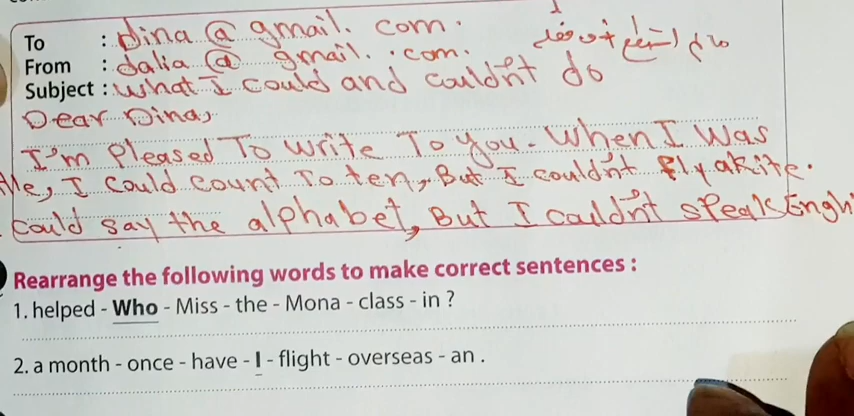 To : Dina @ gmail. com.
From : dalia @ gmail. .com.
Subject : What I could and couldn't do
Dear Dina,
I'm pleased To write To you. When I was
I could count To ten, But I couldn't fly akite.
could say the alphabet, But I couldn't speak
Rearrange the following words to make correct sentences :
1. helped - Who - Miss - the - Mona - class - in ?
2. a month - once - have - I - flight - overseas - an .